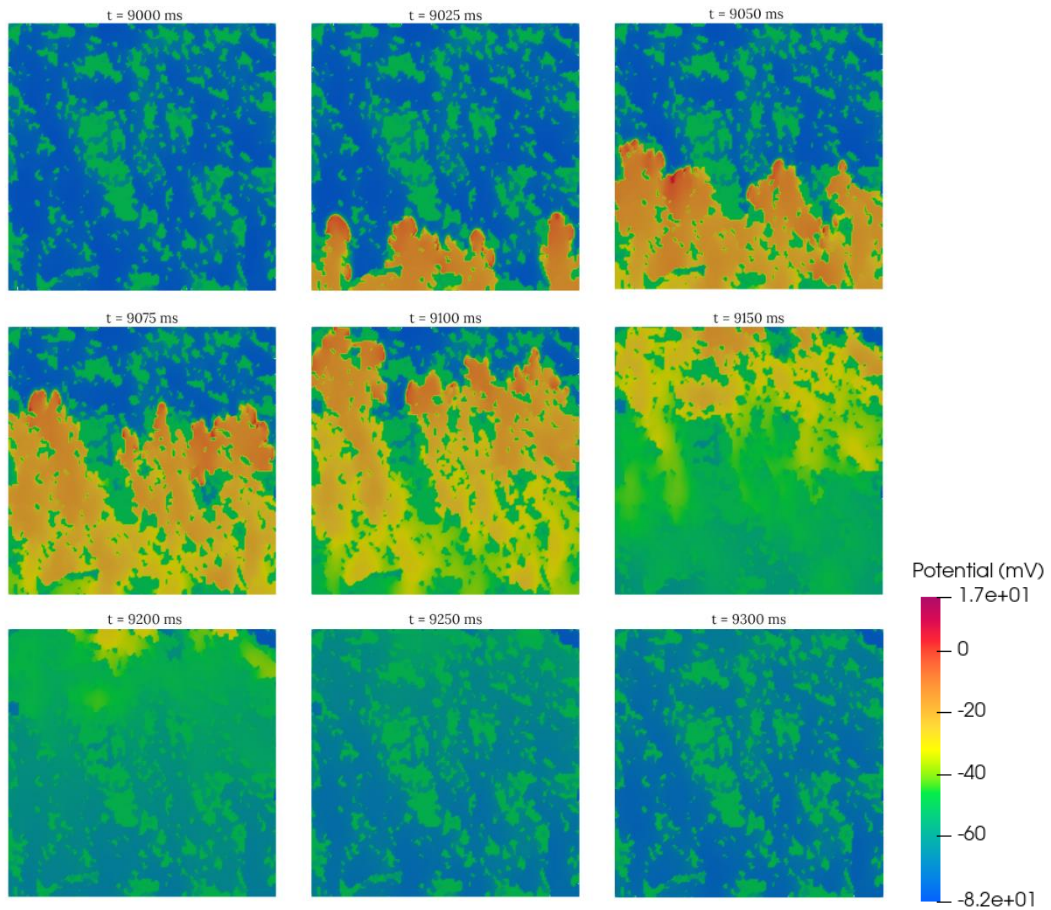 t = 9000 ms
t = 9025 ms
t = 9050 ms
t = 9075 ms
t = 9100 ms
t = 9150 ms
t = 9200 ms
t = 9250 ms
t = 9300 ms
Potential (mV)
1.7e+01
0
-20
-40
-60
-8.2e+01